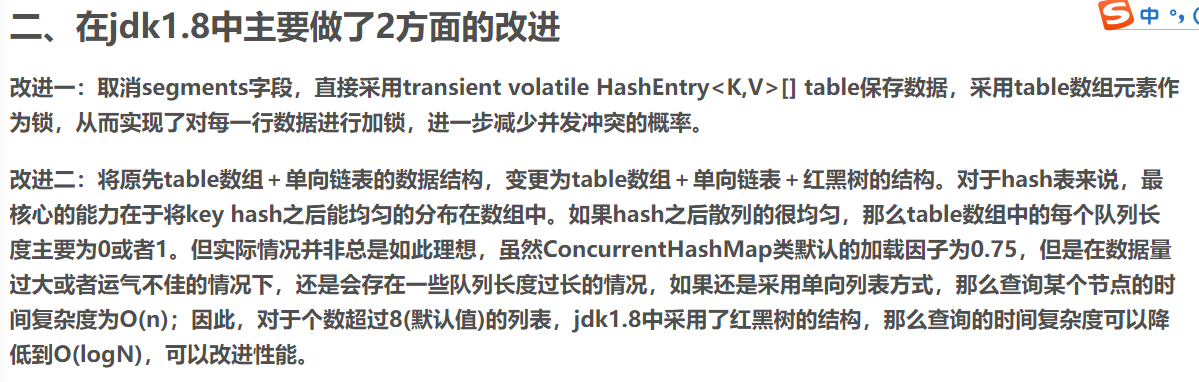 二、在jdk1.8中主要做了2方面的改进
改进一：取消segments字段，直接采用transient volatile HashEntry<K,V>[] table保存数据，采用table数组元素作
为锁，从而实现了对每一行数据进行加锁，进一步减少并发冲突的概率。
改进二：将原先table数组＋单向链表的数据结构，变更为table数组＋单向链表＋红黑树的结构。对于hash表来说，最
核心的能力在于将key hash之后能均匀的分布在数组中。如果hash之后散列的很均匀，那么table数组中的每个队列长
度主要为0或者1。但实际情况并非总是如此理想，虽然ConcurrentHashMap类默认的加载因子为0.75，但是在数据量
过大或者运气不佳的情况下，还是会存在一些队列长度过长的情况，如果还是采用单向列表方式，那么查询某个节点的时
间复杂度为O(n)；因此，对于个数超过8(默认值)的列表，jdk1.8中采用了红黑树的结构，那么查询的时间复杂度可以降
低到O(logN)，可以改进性能。
S 中 °,